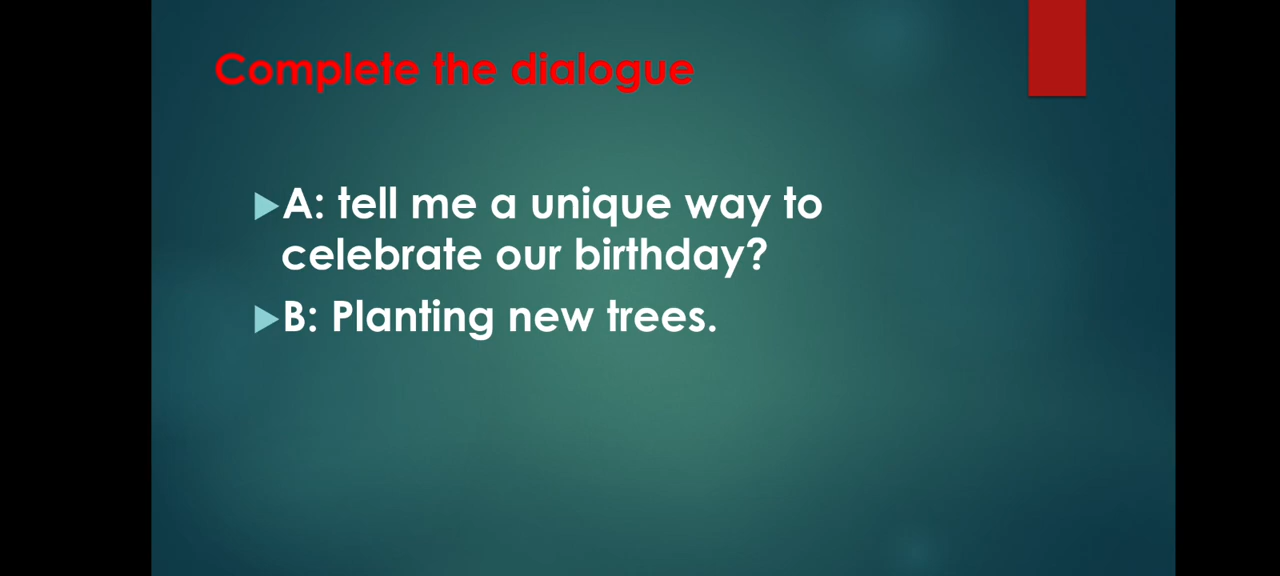 Complete the dialogue
A: tell me a unique way to
celebrate our birthday?
B: Planting new trees.